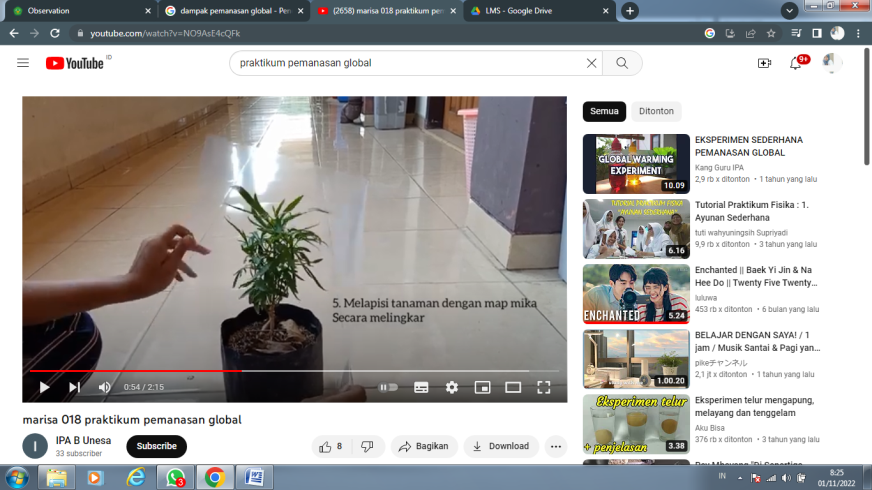 Observation
dampak pemanasan global - Pen
(2658) marisa 018 praktikum pem
LMS - Google Drive
youtube.com/watch?v=NO9AsE4cQFk
YouTube ID
praktikum pemanasan global
9+
5. Melapisi tanaman dengan map mika
Secara melingkar
0:54 / 2:15
marisa 018 praktikum pemanasan global
I
IPA B Unesa
33 subscriber
Subscribe
8
Bagikan
Download
Semua
Ditonton
GLOBAL WARMING
EXPERIMENT
10.09
EKSPERIMEN SEDERHANA
PEMANASAN GLOBAL
Kang Guru IPA
2,9 rb x ditonton • 1 tahun yang lalu
TUTORIAL PRAKTIKUM FISIKA
"AYUNAN SEDERHANA"
6.16
Tutorial Praktikum Fisika : 1.
Ayunan Sederhana
tuti wahyuningsih Supriyadi
9,9 rb x ditonton • 3 tahun yang lalu
ENCHANTED
5.24
Enchanted || Baek Yi Jin & Na
Hee Do || Twenty Five Twenty...
luluwa
453 rb x ditonton • 6 bulan yang lalu
1.00.20
BELAJAR DENGAN SAYA! / 1
jam / Musik Santai & Pagi yan...
pikeチャンネル
2,1 jt x ditonton • 1 tahun yang lalu
Eksperimen telur
+ penjelasan
3.38
Eksperimen telur mengapung,
melayang dan tenggelam
Aku Bisa
376 rb x ditonton • 3 tahun yang lalu
3
IN
8:25
01/11/2022